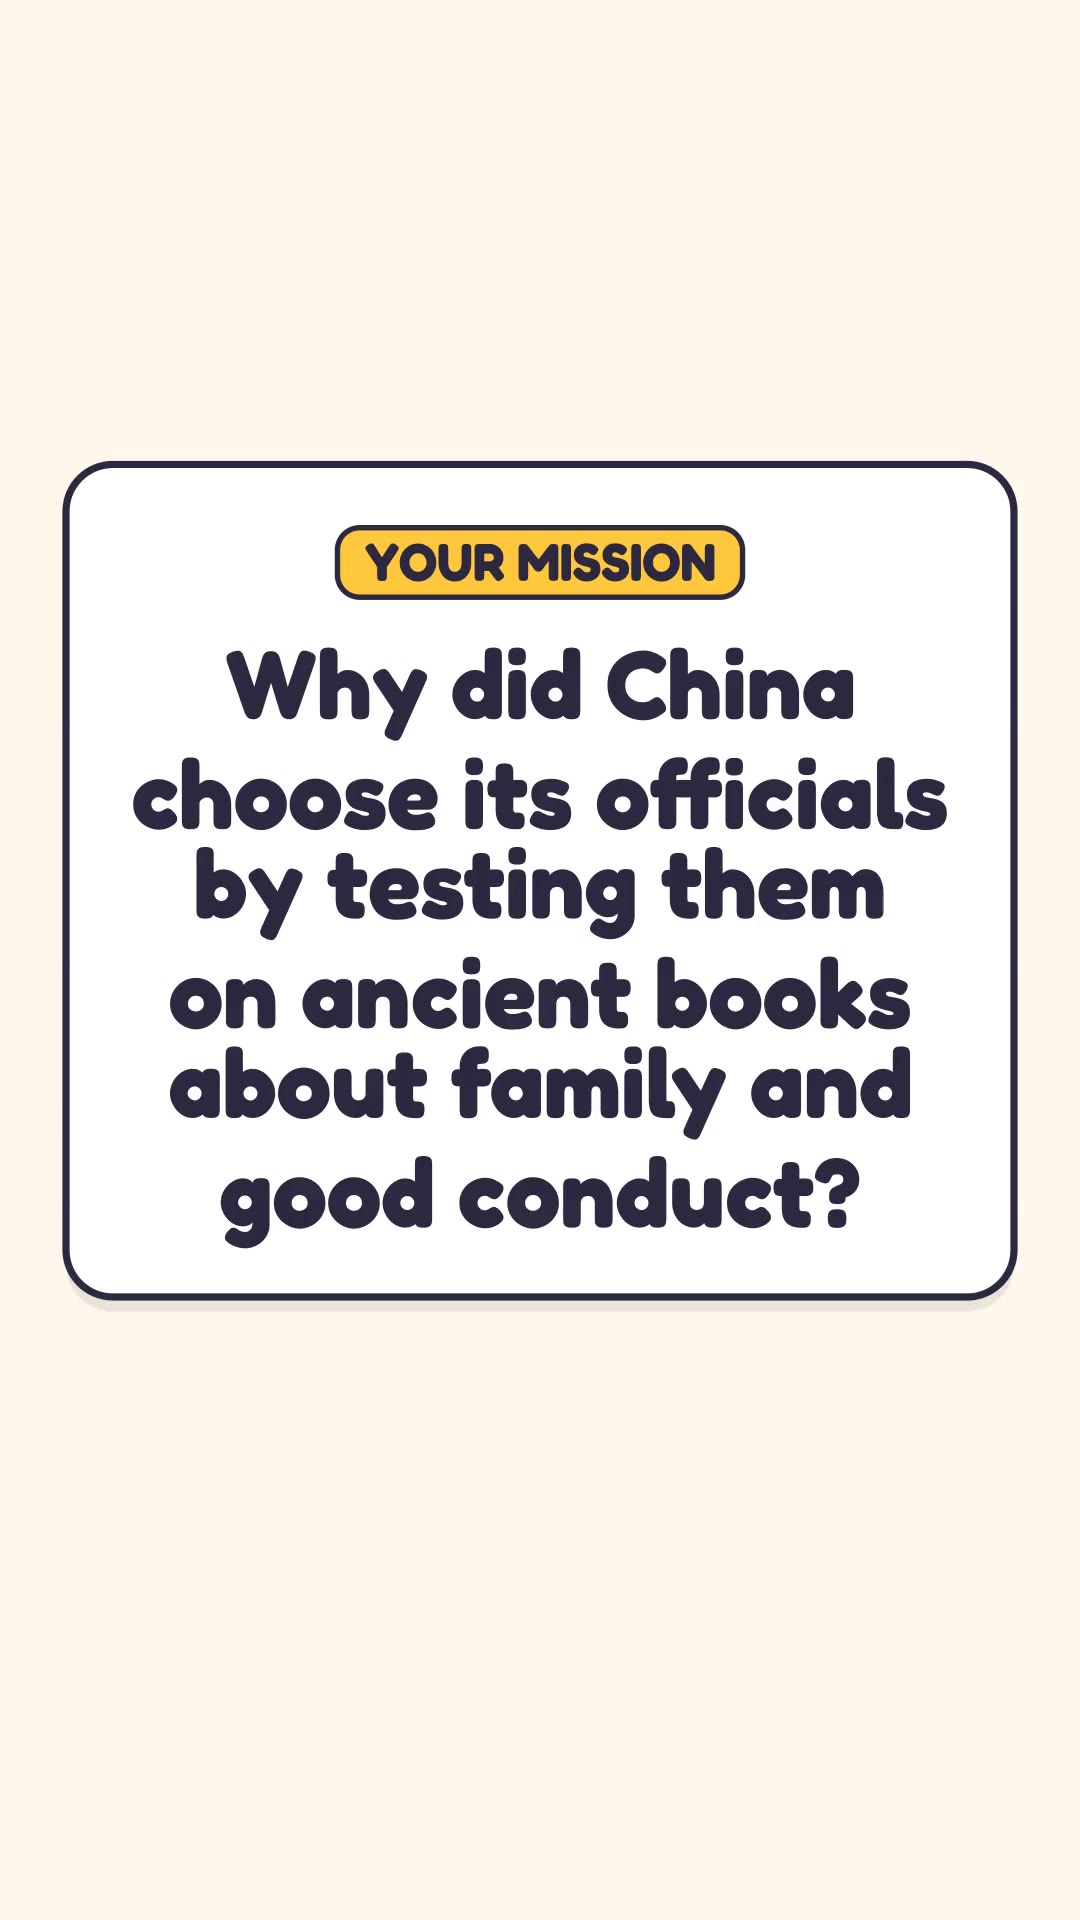 YOUR MISSION
Why did China
choose its officials
by testing them
on ancient books
about family and
good conduct?